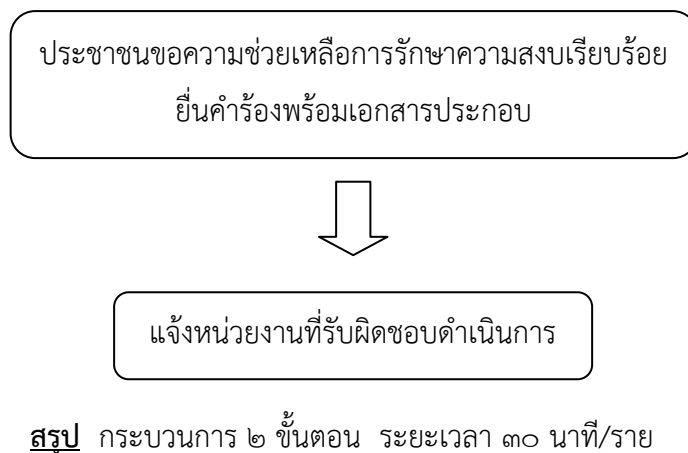 ประชาชนขอความช่วยเหลือการรักษาความสงบเรียบร้อย
ยื่นคำร้องพร้อมเอกสารประกอบ
แจ้งหน่วยงานที่รับผิดชอบดำเนินการ
สรุป กระบวนการ ๒ ขั้นตอน ระยะเวลา ๓๐ นาที/ราย